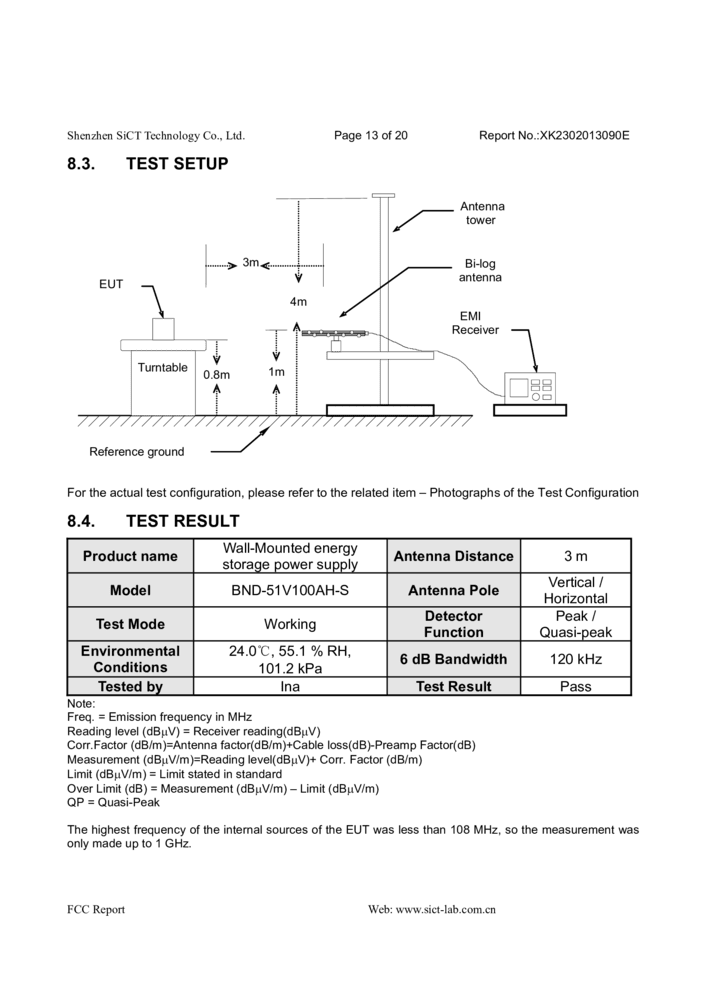 Shenzhen SiCT Technology Co., Ltd. Page 13 of 20 Report No.:XK2302013090E
8.3. TEST SETUP
Antenna
tower
3m
Bi-log
antenna
EUT
4m
EMI
Receiver
Turntable
0.8m
1m
Reference ground
For the actual test configuration, please refer to the related item – Photographs of the Test Configuration
8.4. TEST RESULT
Product name Wall-Mounted energy storage power supply Antenna Distance 3 m
Model BND-51V100AH-S Antenna Pole Vertical / Horizontal
Test Mode Working Detector Function Peak / Quasi-peak
Environmental Conditions 24.0℃, 55.1 % RH, 101.2 kPa 6 dB Bandwidth 120 kHz
Tested by Ina Test Result Pass
Note:
Freq. = Emission frequency in MHz
Reading level (dBμV) = Receiver reading(dBμV)
Corr.Factor (dB/m)=Antenna factor(dB/m)+Cable loss(dB)-Preamp Factor(dB)
Measurement (dBμV/m)=Reading level(dBμV)+ Corr. Factor (dB/m)
Limit (dBμV/m) = Limit stated in standard
Over Limit (dB) = Measurement (dBμV/m) – Limit (dBμV/m)
QP = Quasi-Peak
The highest frequency of the internal sources of the EUT was less than 108 MHz, so the measurement was
only made up to 1 GHz.
FCC Report Web: www.sict-lab.com.cn